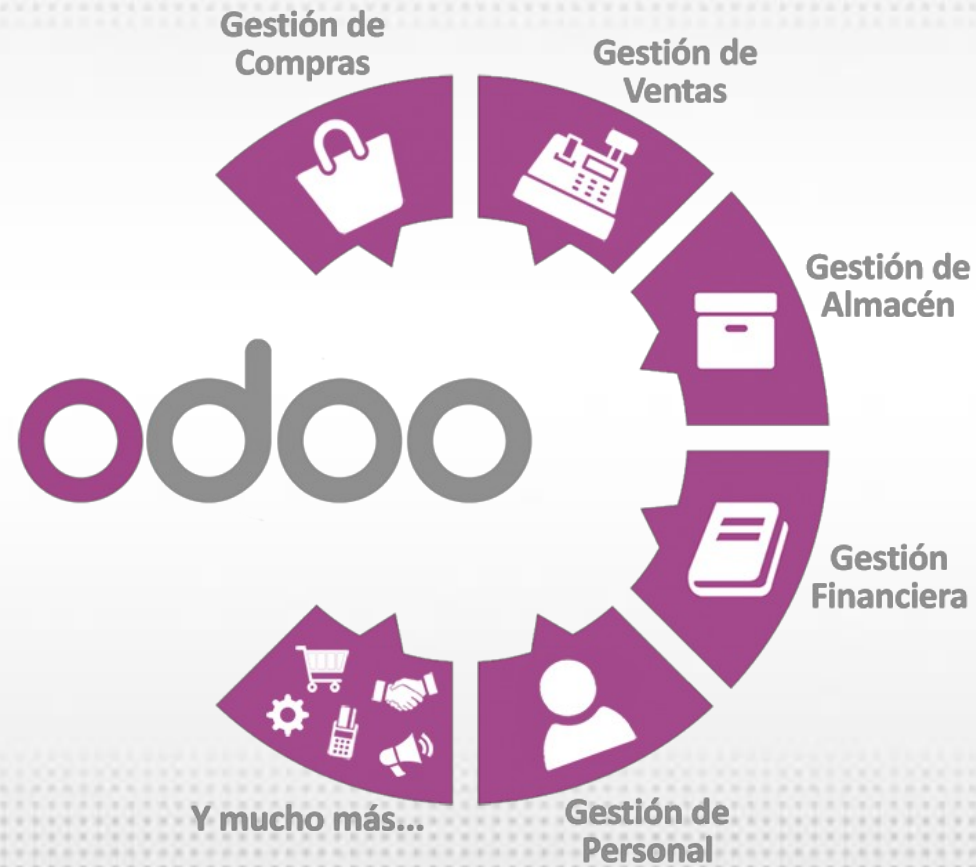 Gestión de
Compras
Gestión de
Ventas
Gestión de
Almacén
odoo
Gestión
Financiera
Y mucho más...
Gestión de
Personal